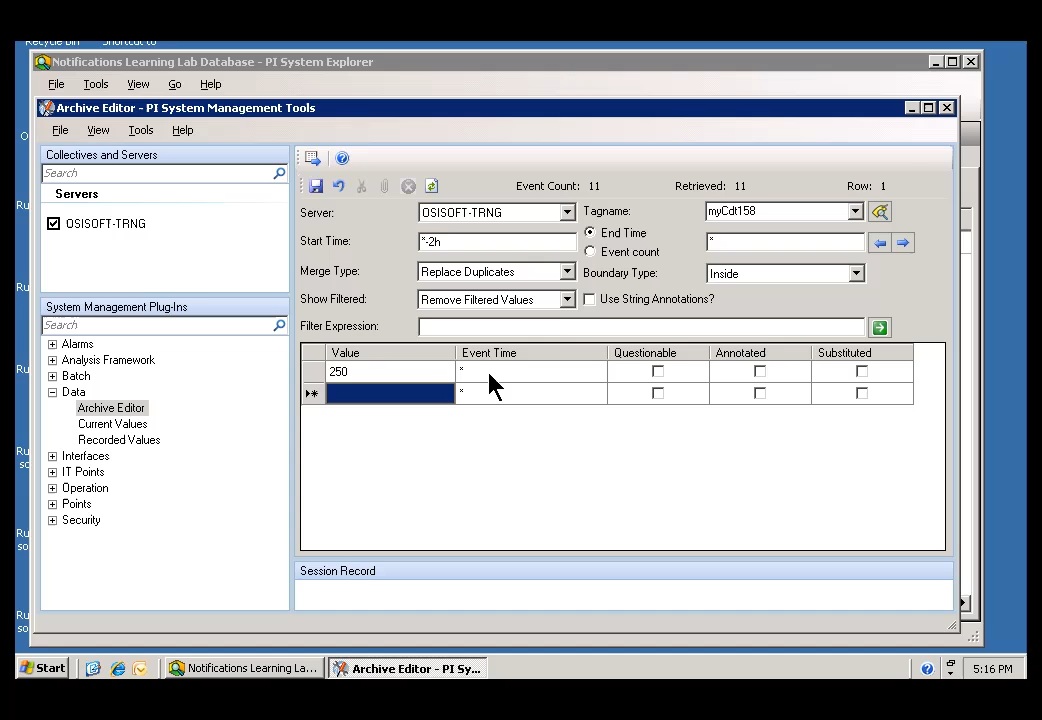 Recycle Bin Shortcut to
Notifications Learning Lab Database - PI System Explorer
File Tools View Go Help
Archive Editor - PI System Management Tools
File View Tools Help
Collectives and Servers
Search
Servers
OSISOFT-TRNG
System Management Plug-Ins
Search
Alarms
Analysis Framework
Batch
Data
Archive Editor
Current Values
Recorded Values
Interfaces
IT Points
Operation
Points
Security
Event Count: 11 Retrieved: 11 Row: 1
Server: OSISOFT-TRNG Tagname: myCdt158
End Time
Start Time: *-2h *
Event count
Merge Type: Replace Duplicates Boundary Type: Inside
Show Filtered: Remove Filtered Values Use String Annotations?
Filter Expression:
Value Event Time Questionable Annotated Substituted
250 *
*
Session Record
Start Notifications Learning La... Archive Editor - PI Sy... 5:16 PM